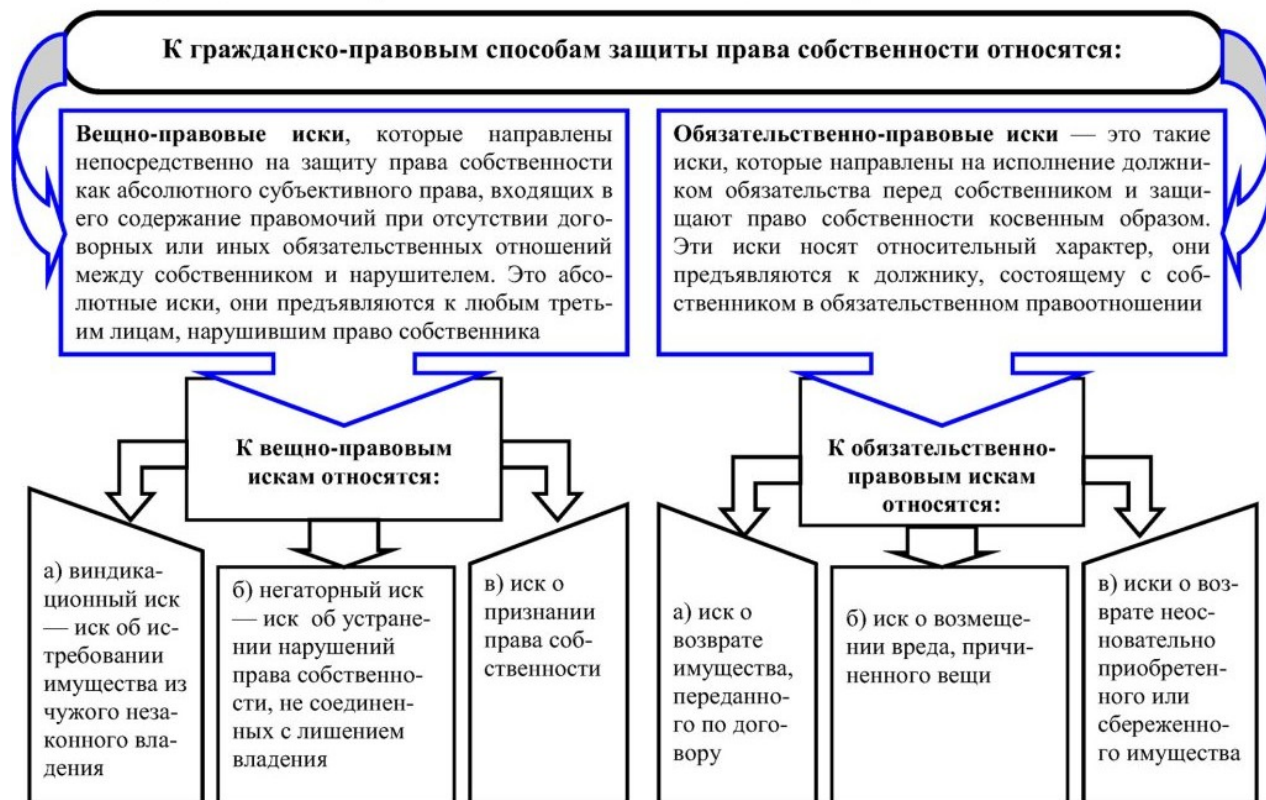 К гражданско-правовым способам защиты права собственности относятся:
Вещно-правовые иски, которые направлены
непосредственно на защиту права собственности
как абсолютного субъективного права, входящих в
его содержание правомочий при отсутствии дого-
ворных или иных обязательственных отношений
между собственником и нарушителем. Это абсо-
лютные иски, они предъявляются к любым треть-
им лицам, нарушившим право собственника
Обязательственно-правовые иски — это такие
иски, которые направлены на исполнение должни-
ком обязательства перед собственником и защи-
щают право собственности косвенным образом.
Эти иски носят относительный характер, они
предъявляются к должнику, состоящему с соб-
ственником в обязательственном правоотношении
К вещно-правовым
искам относятся:
а) виндика-
ционный иск
— иск об ис-
требовании
имущества из
чужого неза-
конного вла-
дения
б) негаторный иск
— иск об устране-
нии нарушений
права собственно-
сти, не соединен-
ных с лишением
владения
в) иск о
признании
права соб-
ственности
К обязательственно-
правовым искам
относятся:
а) иск о
возврате
имущества,
переданно-
го по дого-
вору
б) иск о возмеще-
нии вреда, причи-
ненного вещи
в) иски о воз-
врате неос-
новательно
приобретен-
ного или
сбереженно-
го имущества